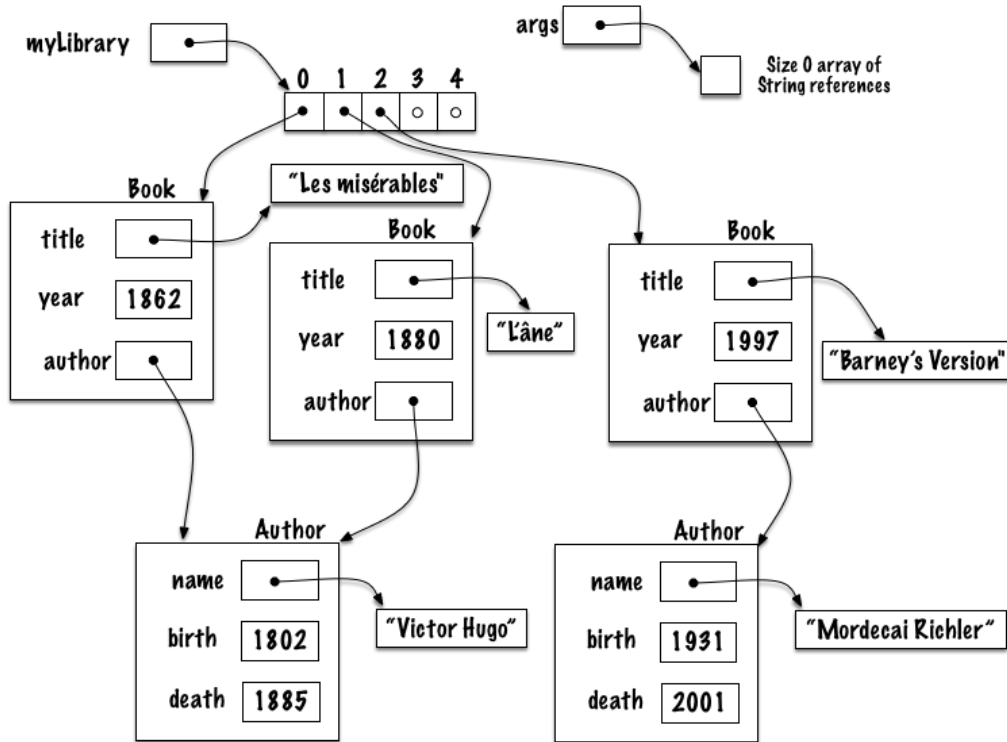 myLibrary
args
Size 0 array of
String references
0 1 2 3 4
Book
title
"Les misérables"
year 1862
author
Book
title
"L'âne"
year 1880
author
Book
title
"Barney's Version"
year 1997
author
Author
name
"Victor Hugo"
birth 1802
death 1885
Author
name
"Mordecai Richler"
birth 1931
death 2001